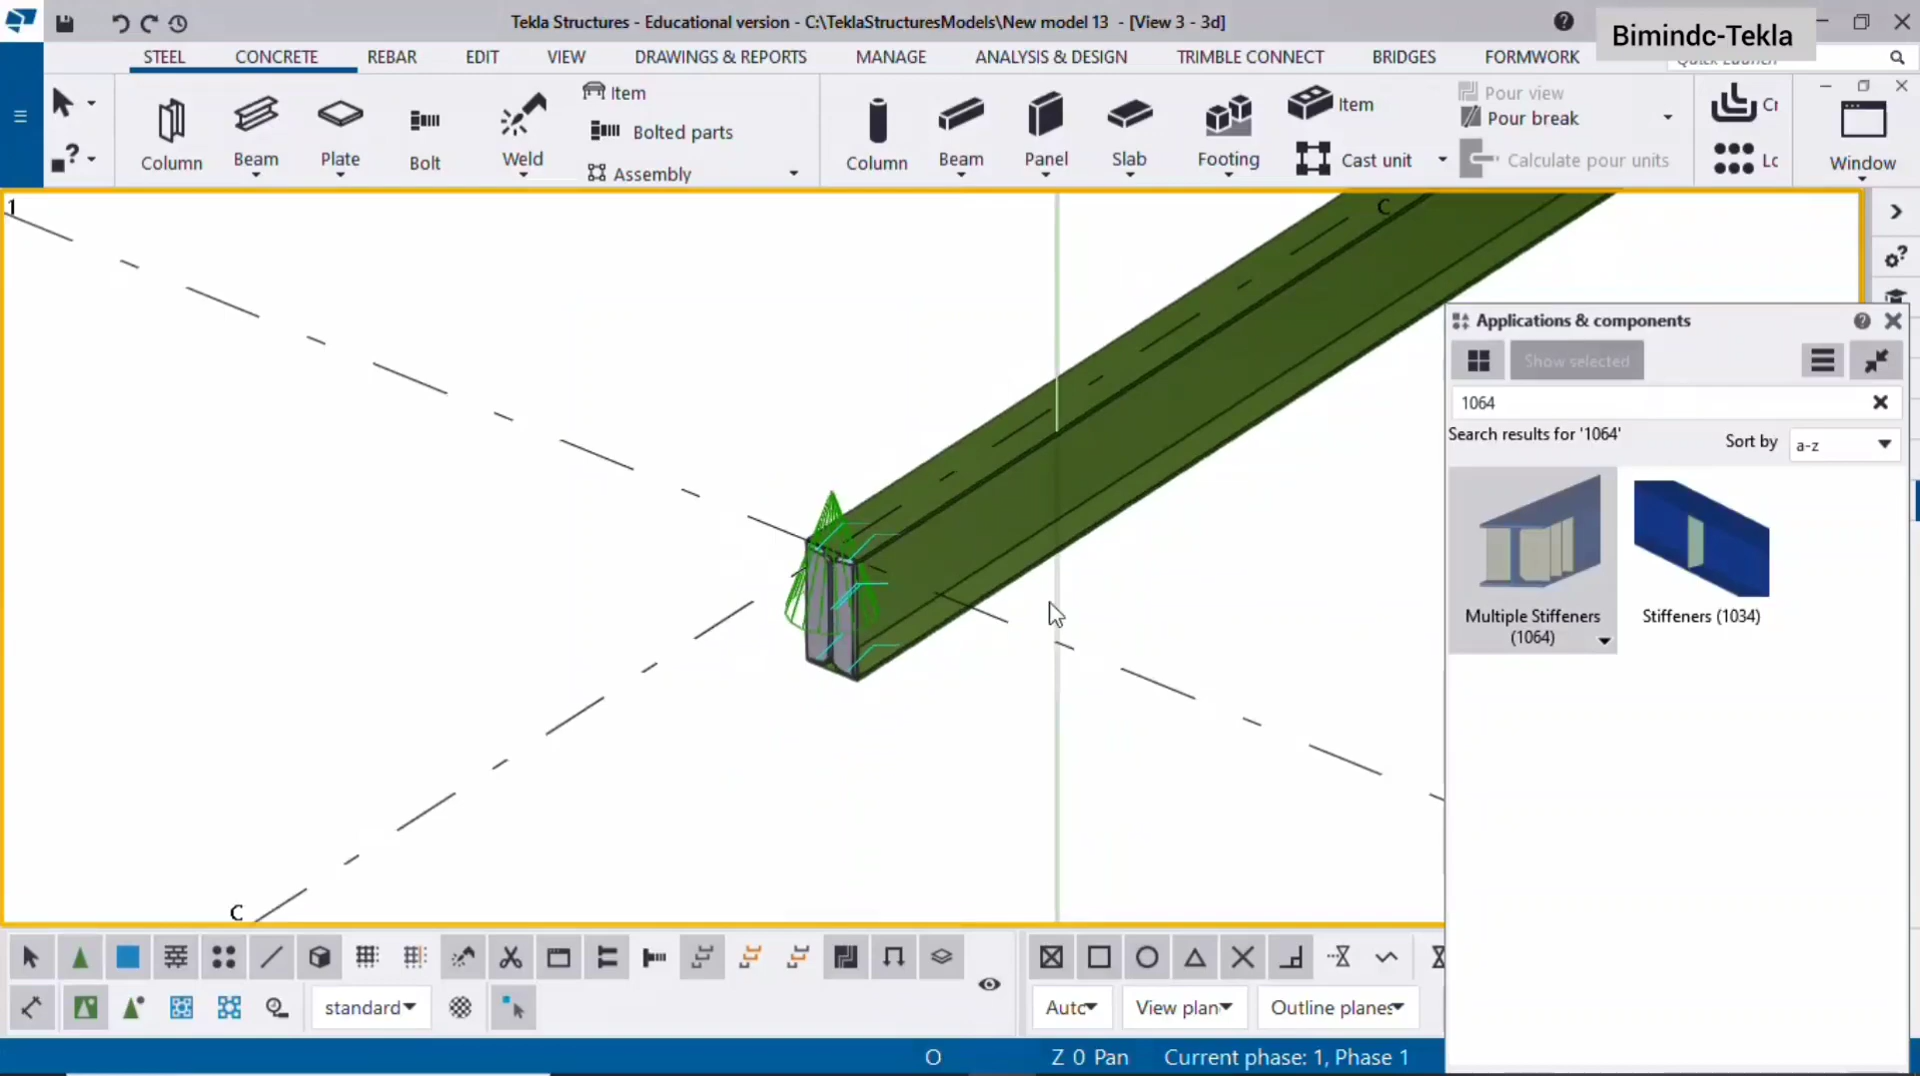 Tekla Structures - Educational version - C:\TeklaStructuresModels\New model 13 - [View 3 - 3d]
Bimindc-Tekla
STEEL CONCRETE REBAR EDIT VIEW DRAWINGS & REPORTS MANAGE ANALYSIS & DESIGN TRIMBLE CONNECT BRIDGES FORMWORK
Column
Beam
Plate
Bolt
Weld
Item
Bolted parts
Assembly
Column
Beam
Panel
Slab
Footing
Item
Cast unit
Pour view
Pour break
Calculate pour units
Cr
Lc
Window
1
C
C
Applications & components
Show selected
1064
Search results for '1064'
Sort by a-z
Multiple Stiffeners
(1064)
Stiffeners (1034)
standard
Auto
View plan
Outline planes
O
Z 0 Pan
Current phase: 1, Phase 1